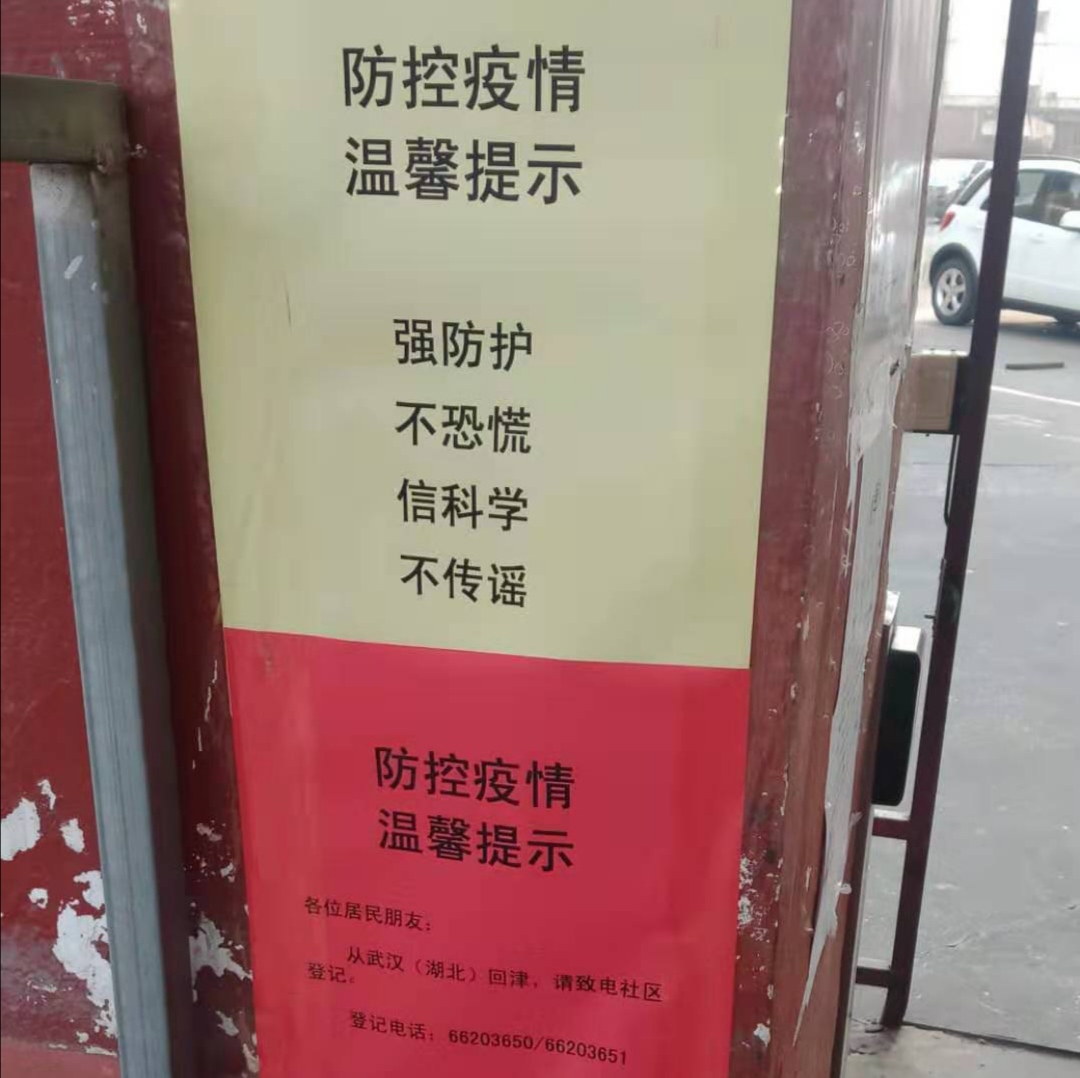 防控疫情
温馨提示
强防护
不恐慌
信科学
不传谣
防控疫情
温馨提示
各位居民朋友：
从武汉（湖北）回津，请致电社区
登记。
登记电话：66203650/66203651